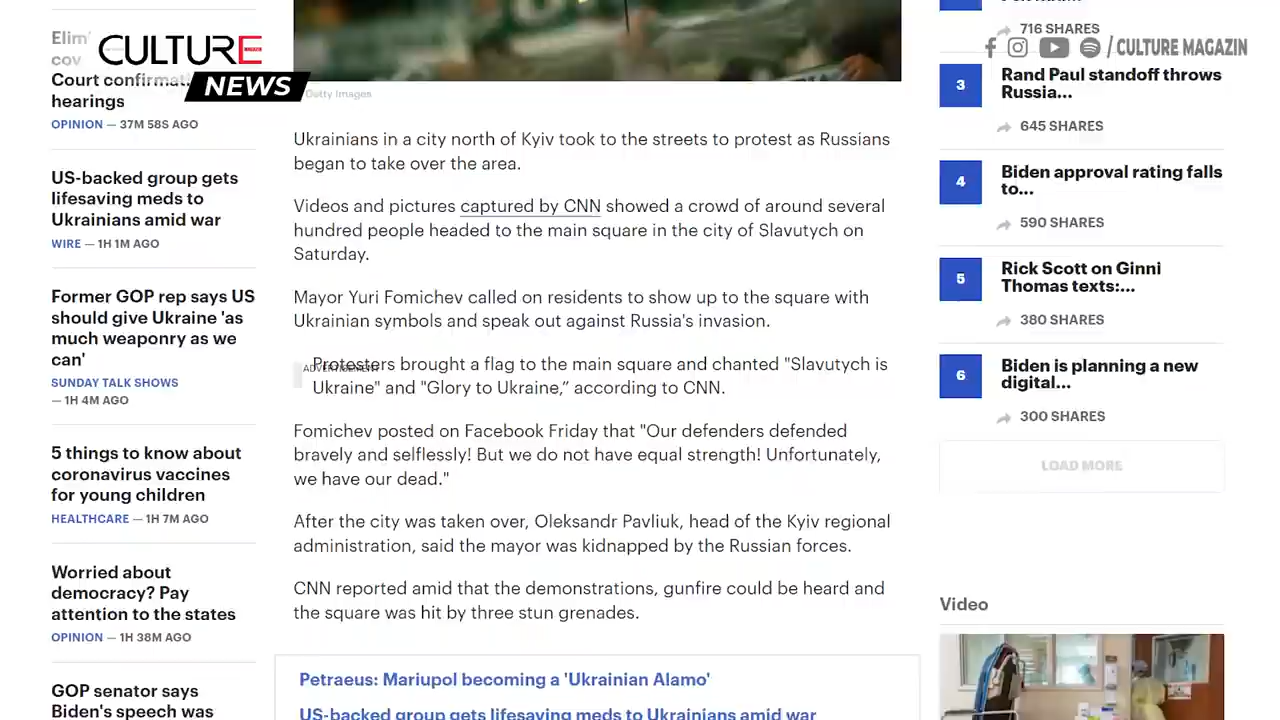 CULTURE
NEWS
/ CULTURE MAGAZIN
Elim
cov
Court confirmat
hearings
OPINION — 37M 58S AGO
US-backed group gets
lifesaving meds to
Ukrainians amid war
WIRE — 1H 1M AGO
Former GOP rep says US
should give Ukraine 'as
much weaponry as we
can'
SUNDAY TALK SHOWS
— 1H 4M AGO
5 things to know about
coronavirus vaccines
for young children
HEALTHCARE — 1H 7M AGO
Worried about
democracy? Pay
attention to the states
OPINION — 1H 38M AGO
GOP senator says
Biden's speech was
Getty Images
Ukrainians in a city north of Kyiv took to the streets to protest as Russians
began to take over the area.
Videos and pictures captured by CNN showed a crowd of around several
hundred people headed to the main square in the city of Slavutych on
Saturday.
Mayor Yuri Fomichev called on residents to show up to the square with
Ukrainian symbols and speak out against Russia's invasion.
ADVERTISEMENT
Protesters brought a flag to the main square and chanted "Slavutych is
Ukraine" and "Glory to Ukraine,” according to CNN.
Fomichev posted on Facebook Friday that "Our defenders defended
bravely and selflessly! But we do not have equal strength! Unfortunately,
we have our dead."
After the city was taken over, Oleksandr Pavliuk, head of the Kyiv regional
administration, said the mayor was kidnapped by the Russian forces.
CNN reported amid that the demonstrations, gunfire could be heard and
the square was hit by three stun grenades.
Petraeus: Mariupol becoming a 'Ukrainian Alamo'
US-backed group gets lifesaving meds to Ukrainians amid war
716 SHARES
3
Rand Paul standoff throws
Russia...
645 SHARES
4
Biden approval rating falls
to...
590 SHARES
5
Rick Scott on Ginni
Thomas texts:...
380 SHARES
6
Biden is planning a new
digital...
300 SHARES
LOAD MORE
Video